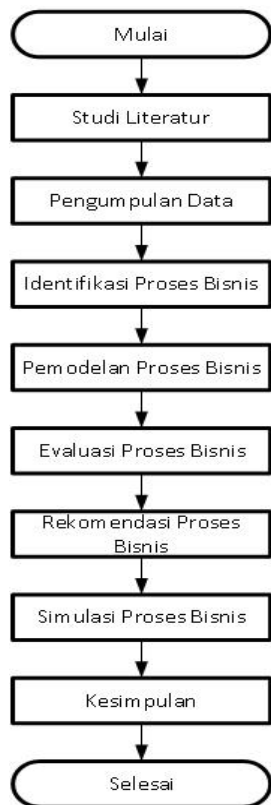 Mulai
Studi Literatur
Pengumpulan Data
Identifikasi Proses Bisnis
Pemodelan Proses Bisnis
Evaluasi Proses Bisnis
Rekomendasi Proses
Bisnis
Simulasi Proses Bisnis
Kesimpulan
Selesai